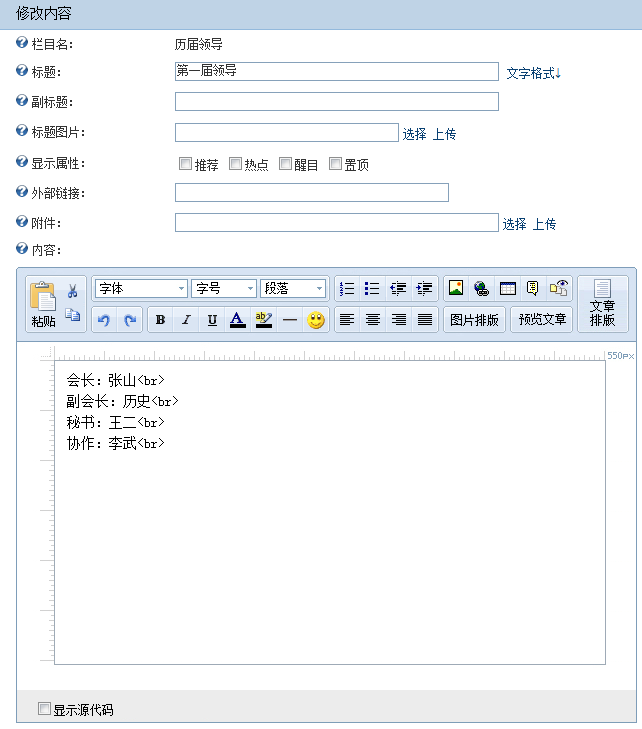 修改内容
栏目名：
历届领导
标题：
第一届领导
文字格式↓
副标题：
标题图片：
选择 上传
显示属性：
推荐 热点 醒目 置顶
外部链接：
附件：
选择 上传
内容：
粘贴
字体 字号 段落
文章
排版
B I U A ab
图片排版 预览文章
550px
会长：张山<br>
副会长：历史<br>
秘书：王二<br>
协作：李武<br>
显示源代码